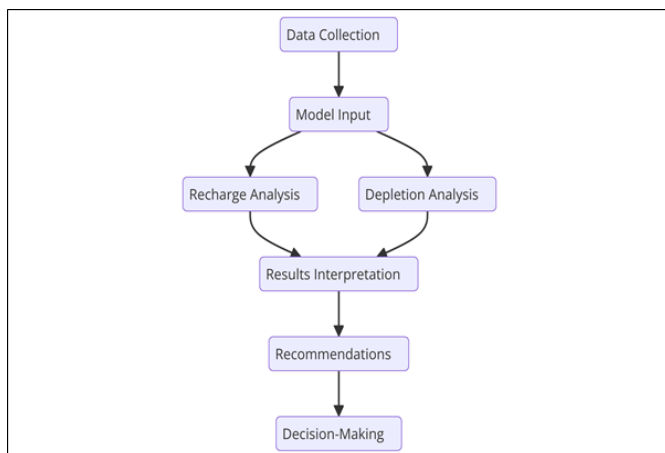 Data Collection
Model Input
Recharge Analysis
Depletion Analysis
Results Interpretation
Recommendations
Decision-Making